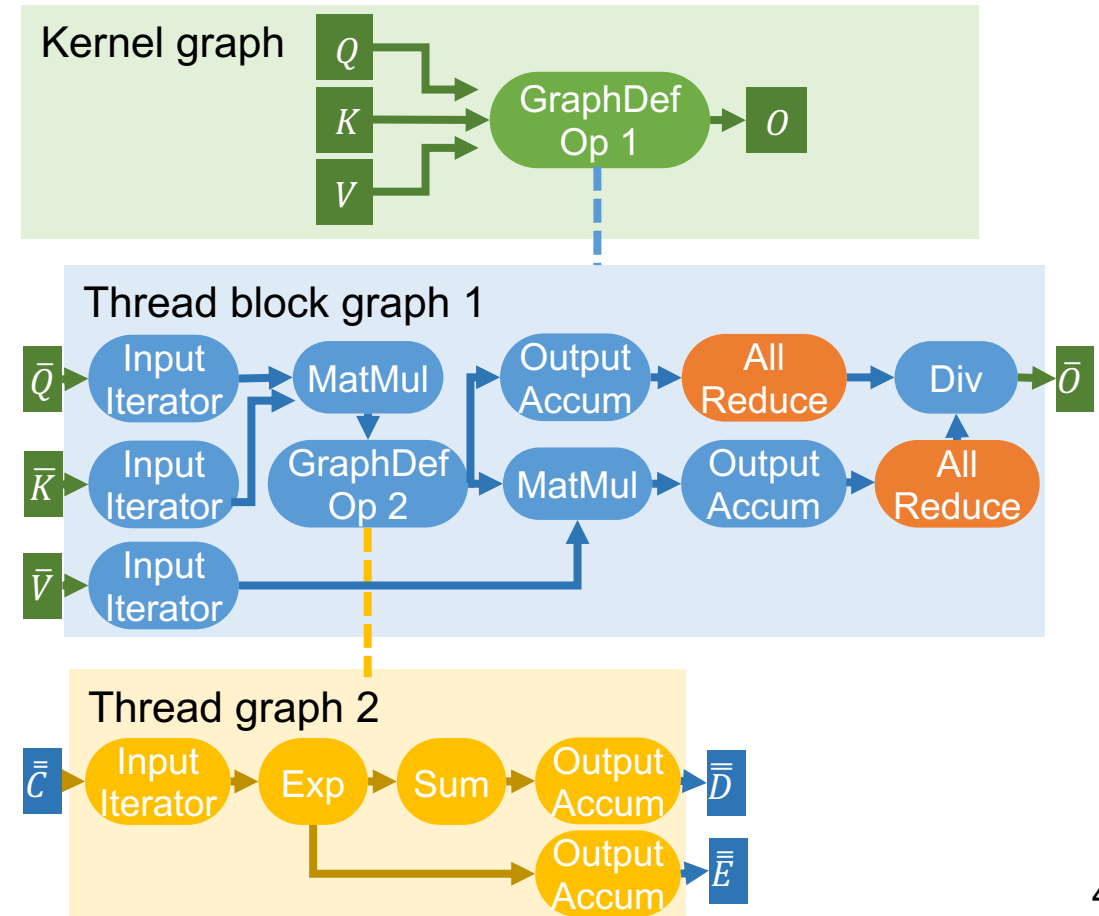 Kernel graph
Q
K
V
GraphDef
Op 1
O
Thread block graph 1
Q̄
Input
Iterator
MatMul
Output
Accum
All
Reduce
Div
Ō
K̄
Input
Iterator
GraphDef
Op 2
MatMul
Output
Accum
All
Reduce
V̄
Input
Iterator
Thread graph 2
C̿
Input
Iterator
Exp
Sum
Output
Accum
D̿
Output
Accum
E̿